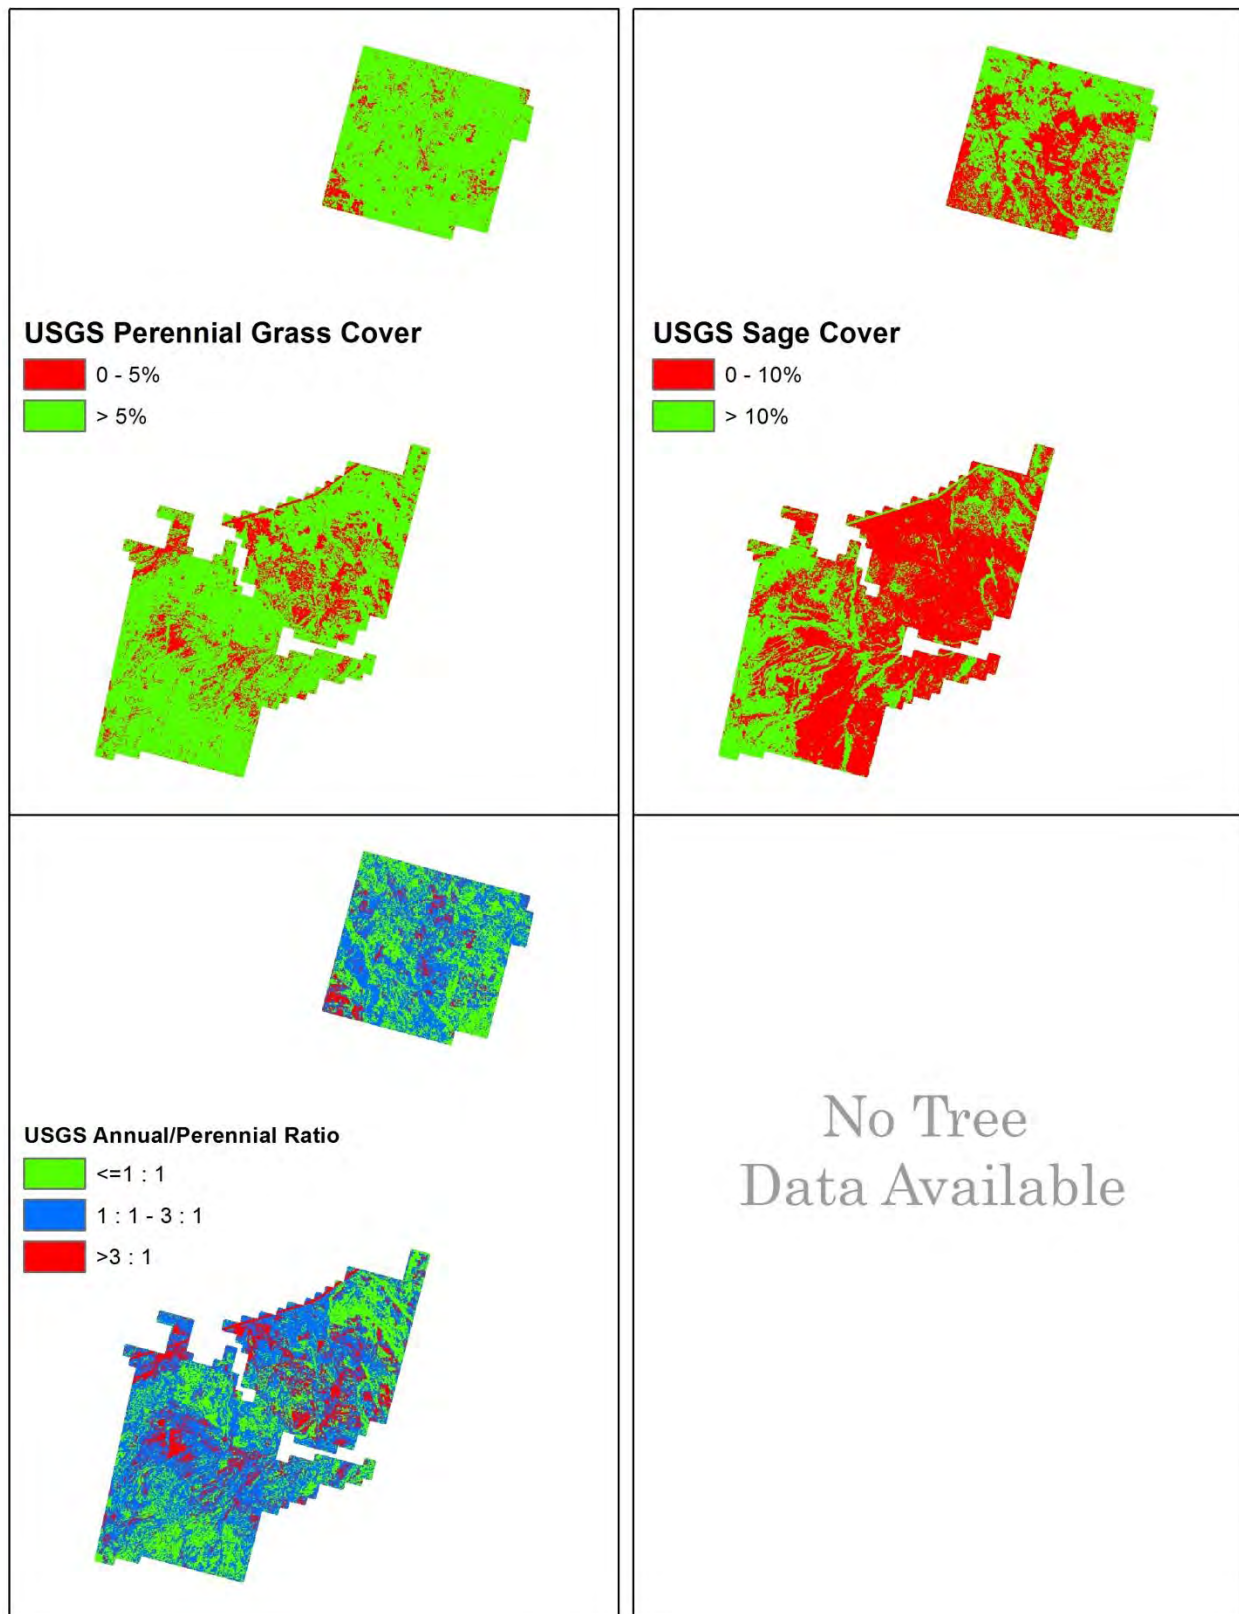 USGS Perennial Grass Cover
0 - 5%
> 5%
USGS Sage Cover
0 - 10%
> 10%
USGS Annual/Perennial Ratio
<=1 : 1
1 : 1 - 3 : 1
>3 : 1
No Tree
Data Available